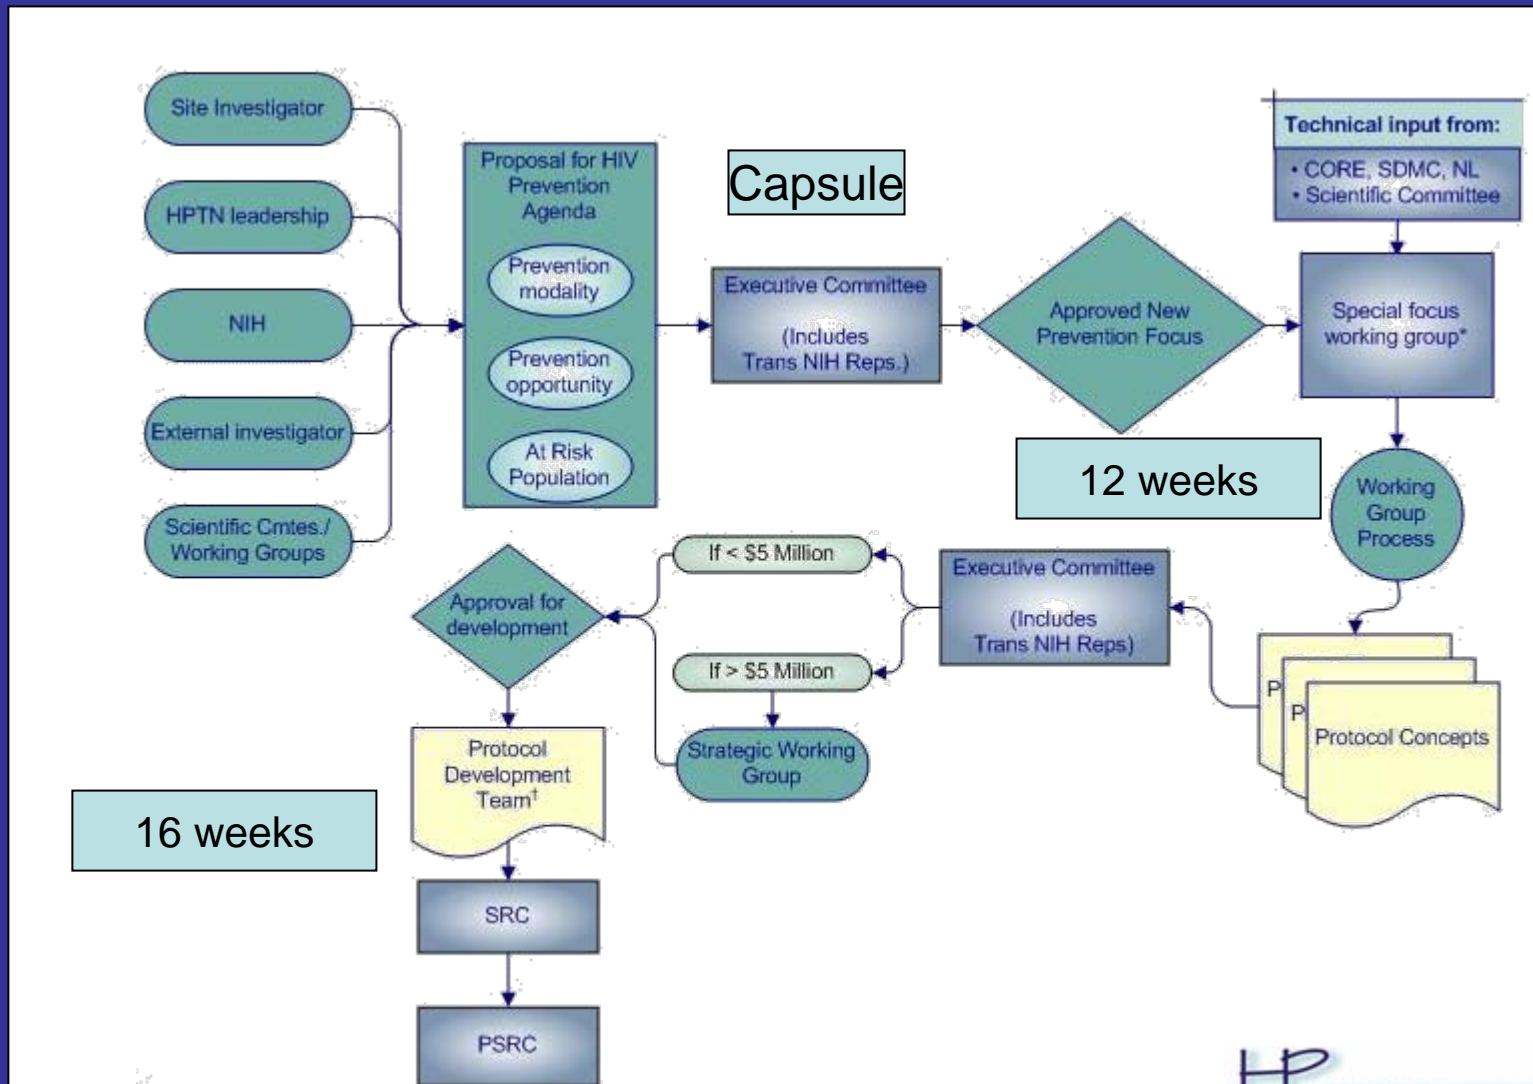 Site Investigator
HPTN leadership
NIH
External investigator
Scientific Cmtes./
Working Groups
Proposal for HIV
Prevention
Agenda
Prevention
modality
Prevention
opportunity
At Risk
Population
Capsule
Executive Committee
(Includes
Trans NIH Reps.)
Approved New
Prevention Focus
Technical input from:
• CORE, SDMC, NL
• Scientific Committee
Special focus
working group*
12 weeks
Working
Group
Process
P
P
Protocol Concepts
Executive Committee
(Includes
Trans NIH Reps)
If < $5 Million
If > $5 Million
Strategic Working
Group
Approval for
development
Protocol
Development
Team†
16 weeks
SRC
PSRC
HP